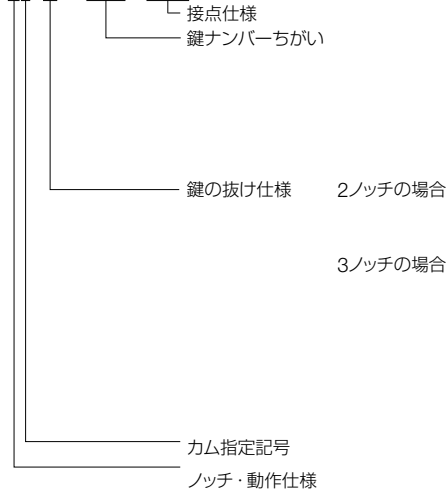 接点仕様
鍵ナンバーちがい
鍵の抜け仕様 2ノッチの場合
3ノッチの場合
カム指定記号
ノッチ・動作仕様